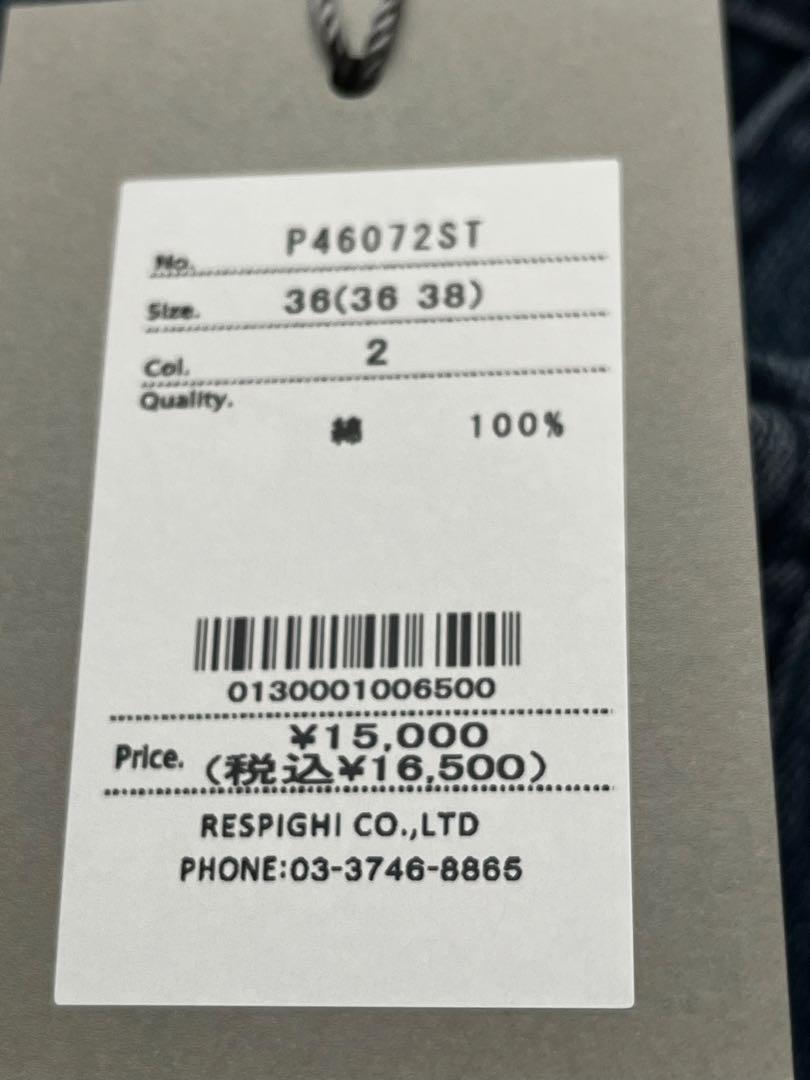 No. P46072ST
Size. 36(36 38)
Col. 2
Quality.
綿 100%
0130001006500
¥15,000
Price. (税込¥16,500)
RESPIGHI CO.,LTD
PHONE:03-3746-8865